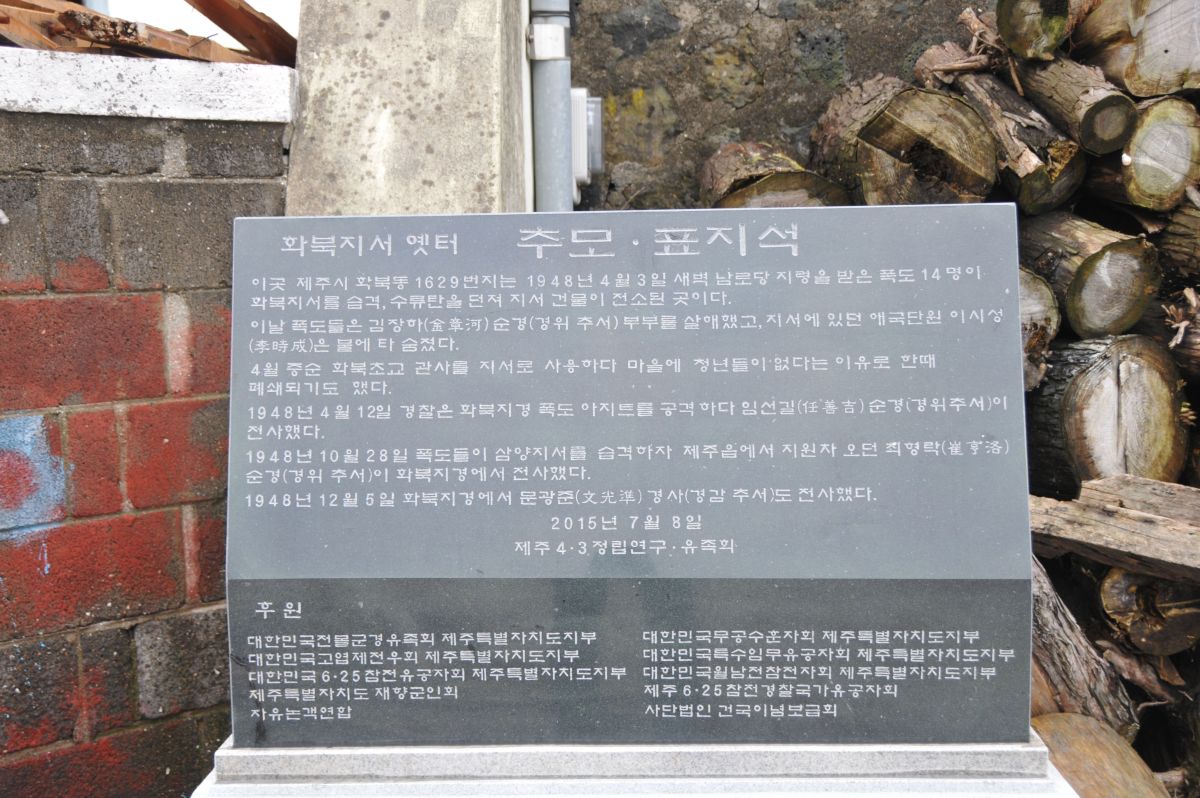 화북지서 옛터 추모·표지석
이곳 제주시 화북동 1629번지는 1948년 4월 3일 새벽 남로당 지령을 받은 폭도 14명이
화북지서를 습격, 수류탄을 던져 지서 건물이 전소된 곳이다.
이날 폭도들은 김장하(金章河) 순경(경위 추서) 부부를 살해했고, 지서에 있던 애국단원 이시성
(李時成)은 불에 타 숨졌다.
4월 중순 화북초교 관사를 지서로 사용하다 마을에 청년들이 없다는 이유로 한때
폐쇄되기도 했다.
1948년 4월 12일 경찰은 화북지경 폭도 아지트를 공격하다 임선길(任善吉) 순경(경위추서)이
전사했다.
1948년 10월 28일 폭도들이 삼양지서를 습격하자 제주읍에서 지원차 오던 최형락(崔亨洛)
순경(경위 추서)이 화북지경에서 전사했다.
1948년 12월 5일 화북지경에서 문광준(文光準) 경사(경감 추서)도 전사했다.
2015년 7월 8일
제주 4·3정립연구·유족회
후원
대한민국전몰군경유족회 제주특별자치도지부
대한민국고엽제전우회 제주특별자치도지부
대한민국 6·25참전유공자회 제주특별자치도지부
제주특별자치도 재향군인회
자유논객연합
대한민국무공수훈자회 제주특별자치도지부
대한민국특수임무유공자회 제주특별자치도지부
대한민국월남전참전자회 제주특별자치도지부
제주 6·25참전경찰국가유공자회
사단법인 건국이념보급회